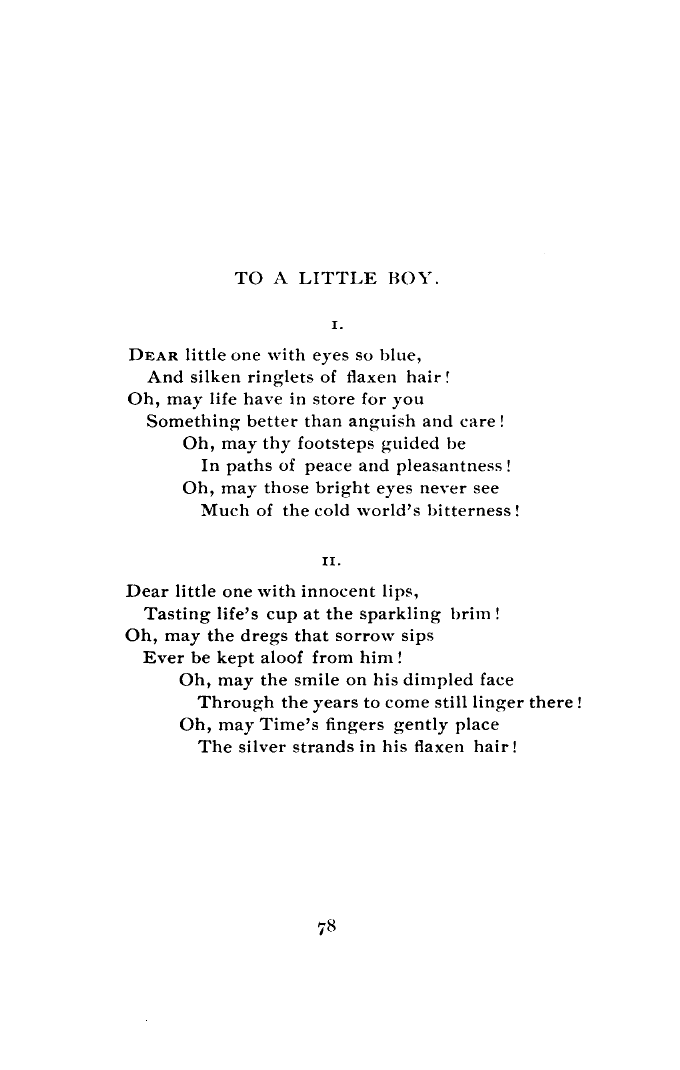 TO A LITTLE BOY.
I.
DEAR little one with eyes so blue,
And silken ringlets of flaxen hair!
Oh, may life have in store for you
Something better than anguish and care!
Oh, may thy footsteps guided be
In paths of peace and pleasantness!
Oh, may those bright eyes never see
Much of the cold world's bitterness!
II.
Dear little one with innocent lips,
Tasting life's cup at the sparkling brim!
Oh, may the dregs that sorrow sips
Ever be kept aloof from him!
Oh, may the smile on his dimpled face
Through the years to come still linger there!
Oh, may Time's fingers gently place
The silver strands in his flaxen hair!
78